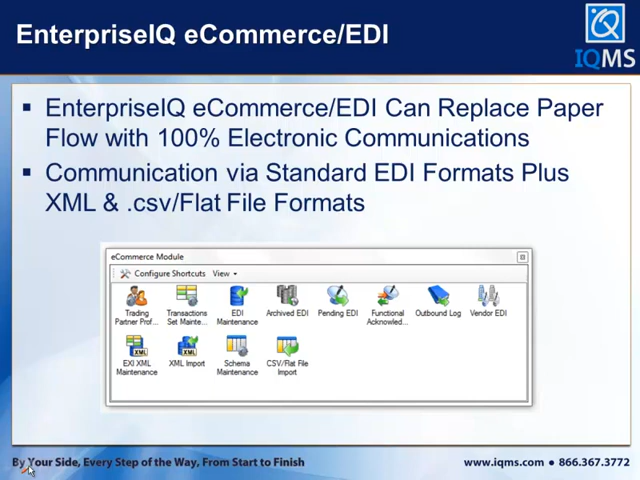 EnterpriseIQ eCommerce/EDI
IQMS
▪ EnterpriseIQ eCommerce/EDI Can Replace Paper
Flow with 100% Electronic Communications
▪ Communication via Standard EDI Formats Plus
XML & .csv/Flat File Formats
eCommerce Module
Configure Shortcuts View
Trading Partner Prof...
Transactions Set Mainte...
EDI Maintenance
Archived EDI
Pending EDI
Functional Acknowled...
Outbound Log
Vendor EDI
EXI XML Maintenance
XML Import
Schema Maintenance
CSV/Flat File Import
By Your Side, Every Step of the Way, From Start to Finish
www.iqms.com ● 866.367.3772